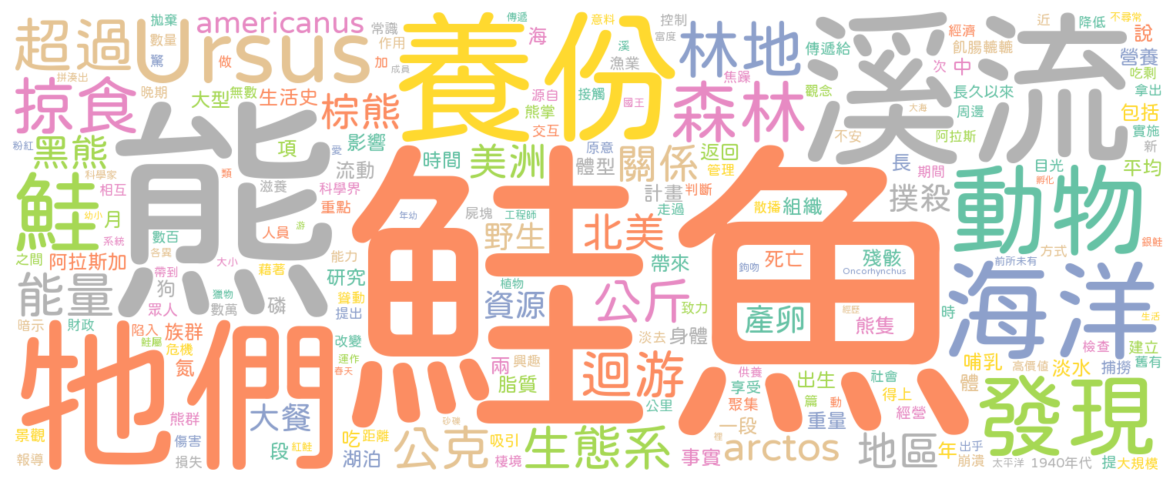 鮭魚
熊
牠們
溪流
養份
動物
海洋
發現
Ursus
americanus
超過
掠食
林地
森林
黑熊
鮭
能量
棕熊
美洲
關係
北美
野生
資源
公斤
迴游
產卵
撲殺
大餐
公克
生態系
arctos
地區
拋棄
數量
驚
常識
作用
做
加
成員
拼湊出
晚期
大型
無數
生活史
傳遞
海
意料
控制
富度
溪
漁業
焦躁
源自
接觸
熊掌
國王
交互
原意
返回
管理
傳遞給
觀念
經濟
近
降低
不尋常
說
飢腸轆轆
營養
次
中
吃剩
拿出
長久以來
大海
周邊
包括
實施
不安
阿拉斯
新
長
期間
目光
孵化
平均
方式
前所未有
銀鮭
粉紅
科學家
愛
影響
項
流動
時間
體型
計畫
判斷
走過
散播
組織
類
滋養
科學界
相互
幼小
月
系統
重點
人員
游
數百
之間
各異
阿拉斯加
帶到
大小
狗
獵物
眾人
數萬
磷
藉著
能力
研究
聳動
提出
年幼
屍塊
工程師
植物
帶來
鉤吻
死亡
殘骸
Oncorhynchus
致力
經歷
熊隻
時
生活
檢查
建立
舊有
捕撈
高價值
淡水
哺乳
體
暗示
財政
陷入
鮭屬
族群
危機
氮
改變
運作
春天
兩
興趣
脂質
淡去
身體
公里
供養
享受
出生
社會
篇
動
得上
聚集
一段
重量
經營
熊群
傷害
損失
景觀
報導
段
吃
紅鮭
距離
湖泊
吸引
砂礫
棲境
事實
種
年
出乎
崩潰
太平洋
1940年代
提
大規模